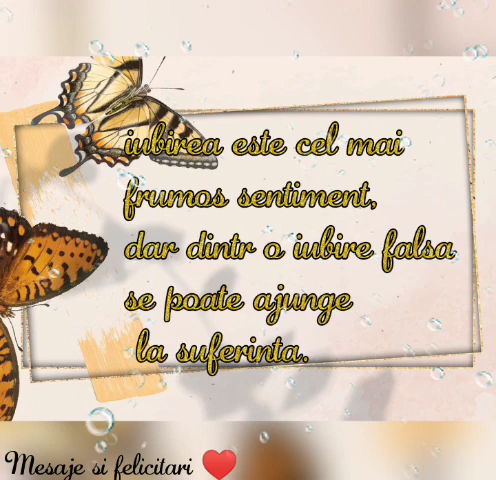 iubirea este cel mai
frumos sentiment,
dar dintr o iubire falsa
se poate ajunge
la suferinta.
Mesaje si felicitari ❤️